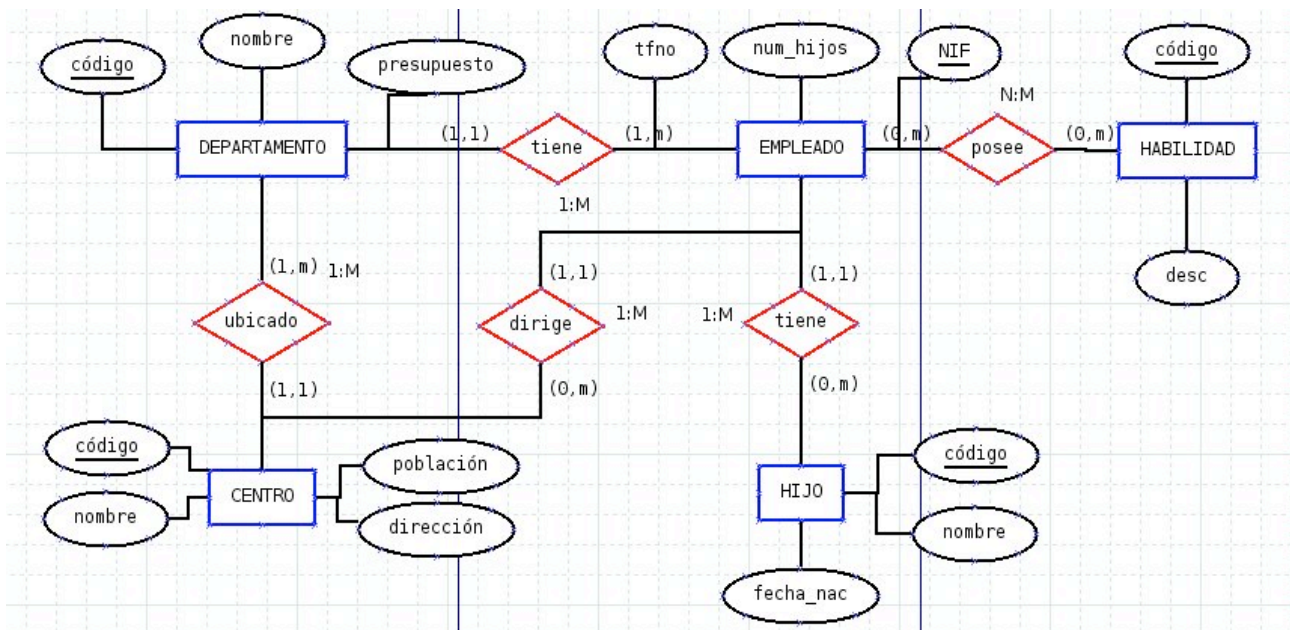 nombre
tfno
num_hijos
NIF
código
código
presupuesto
N:M
DEPARTAMENTO
(1,1)
tiene
(1,m)
EMPLEADO
(0,m)
posee
(0,m)
HABILIDAD
1:M
(1,m)
1:M
(1,1)
(1,1)
desc
ubicado
dirige
1:M
1:M
tiene
(1,1)
(0,m)
(0,m)
código
población
código
CENTRO
HIJO
nombre
dirección
nombre
fecha_nac